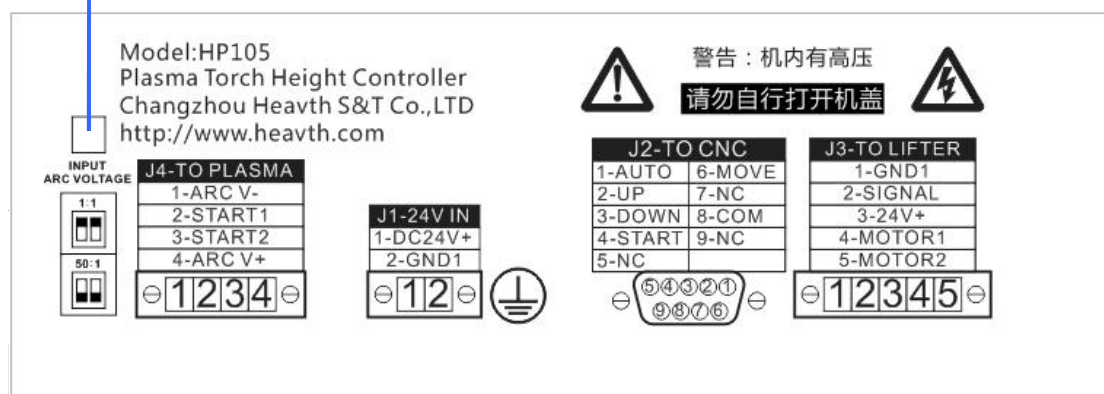 Model:HP105
Plasma Torch Height Controller
Changzhou Heavth S&T Co.,LTD
http://www.heavth.com
警告：机内有高压
请勿自行打开机盖
INPUT
ARC VOLTAGE
1:1
50:1
J4-TO PLASMA
1-ARC V-
2-START1
3-START2
4-ARC V+
1234
J1-24V IN
1-DC24V+
2-GND1
12
J2-TO CNC
1-AUTO 6-MOVE
2-UP 7-NC
3-DOWN 8-COM
4-START 9-NC
5-NC
⑤④③②①
⑨⑧⑦⑥
J3-TO LIFTER
1-GND1
2-SIGNAL
3-24V+
4-MOTOR1
5-MOTOR2
12345